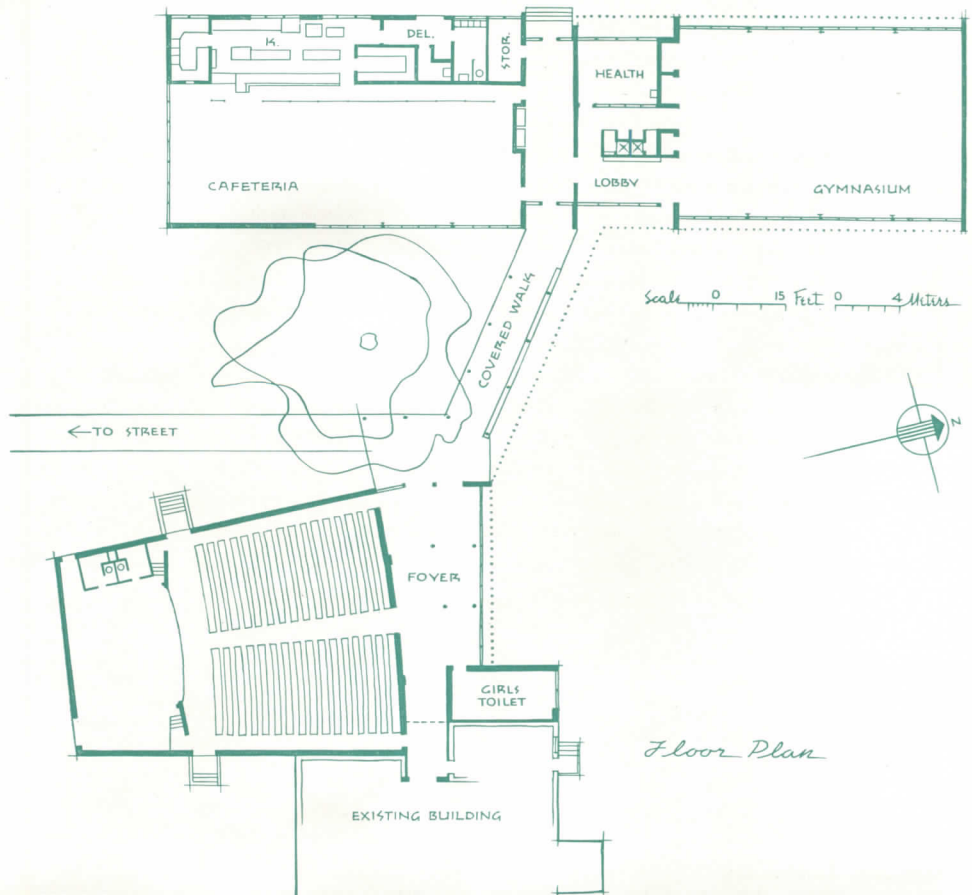 K.
DEL.
STOR.
HEALTH
CAFETERIA
LOBBY
GYMNASIUM
COVERED WALK
Scale 0 15 Feet 0 4 Meters
←TO STREET
N
FOYER
GIRLS
TOILET
Floor Plan
EXISTING BUILDING